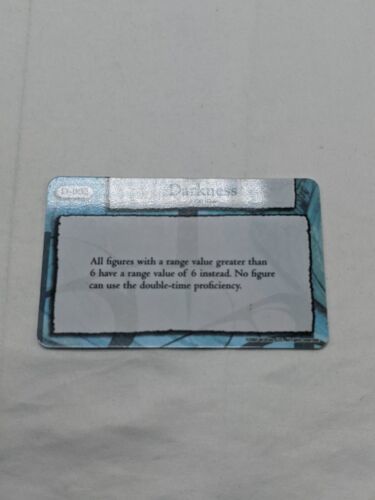 D-002
Darkness
All figures with a range value greater than
6 have a range value of 6 instead. No figure
can use the double-time proficiency.